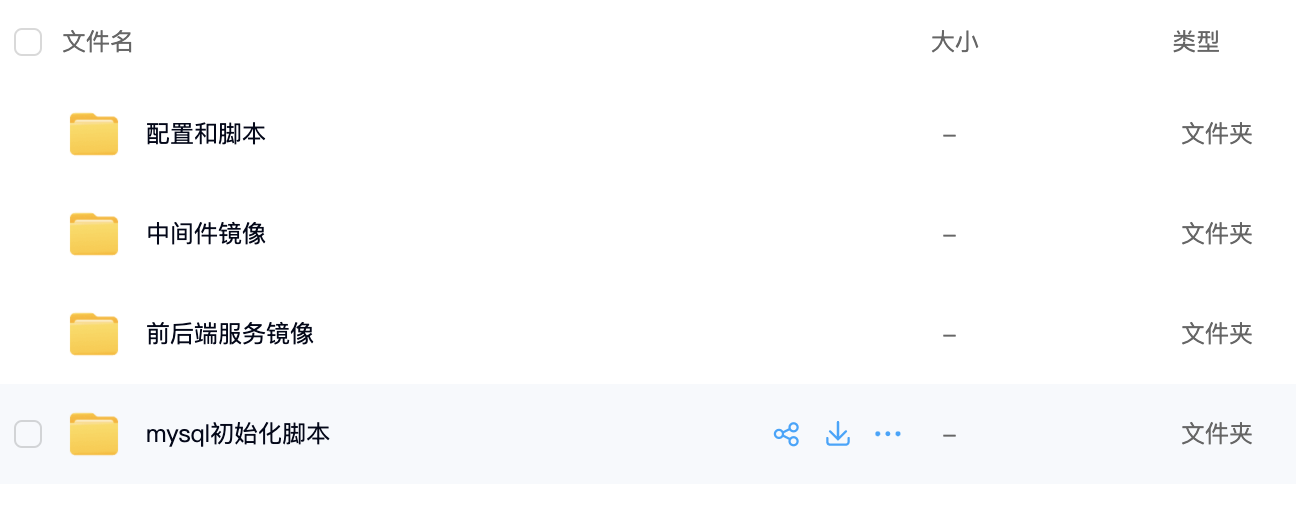 文件名 大小 类型
配置和脚本 – 文件夹
中间件镜像 – 文件夹
前后端服务镜像 – 文件夹
mysql初始化脚本 – 文件夹